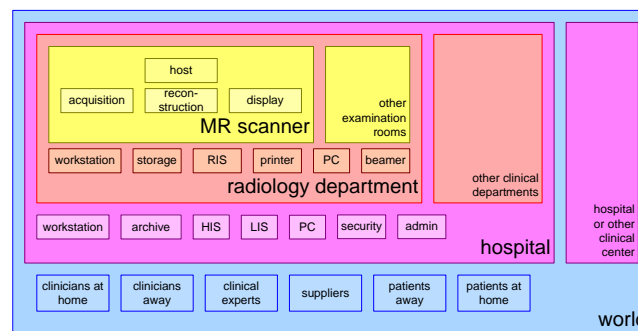 host
acquisition
recon-
struction
display
MR scanner
other
examination
rooms
workstation
storage
RIS
printer
PC
beamer
radiology department
other clinical
departments
workstation
archive
HIS
LIS
PC
security
admin
hospital
hospital
or other
clinical
center
clinicians at
home
clinicians
away
clinical
experts
suppliers
patients
away
patients at
home
world